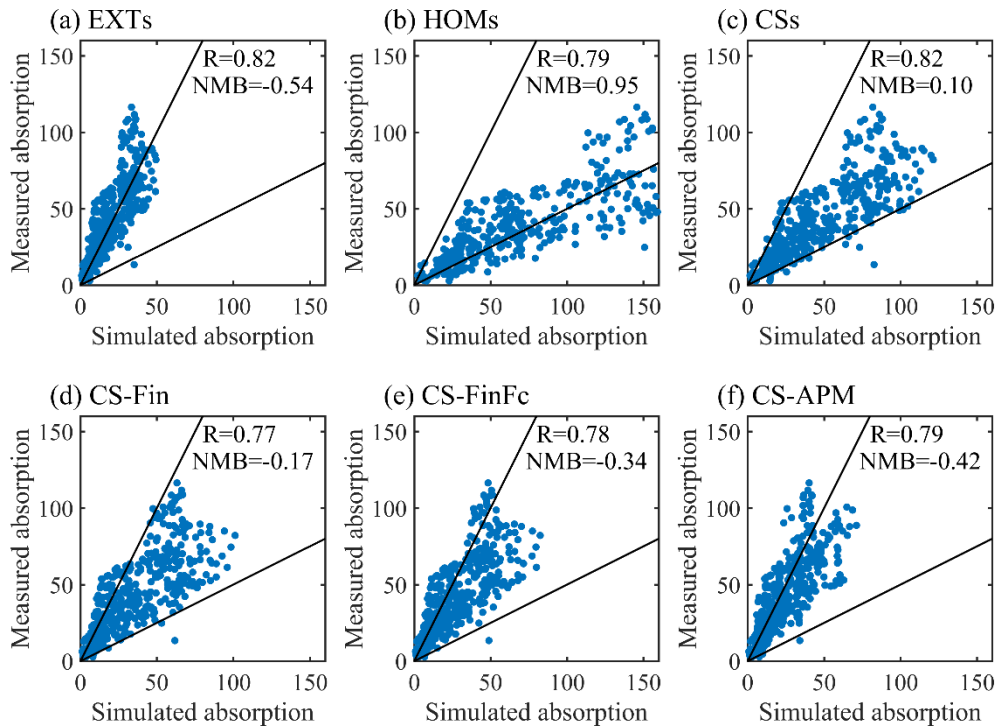 (a) EXTs
R=0.82
NMB=-0.54
Measured absorption
150
100
50
0
0 50 100 150
Simulated absorption
(b) HOMs
R=0.79
NMB=0.95
Measured absorption
150
100
50
0
0 50 100 150
Simulated absorption
(c) CSs
R=0.82
NMB=0.10
Measured absorption
150
100
50
0
0 50 100 150
Simulated absorption
(d) CS-Fin
R=0.77
NMB=-0.17
Measured absorption
150
100
50
0
0 50 100 150
Simulated absorption
(e) CS-FinFc
R=0.78
NMB=-0.34
Measured absorption
150
100
50
0
0 50 100 150
Simulated absorption
(f) CS-APM
R=0.79
NMB=-0.42
Measured absorption
150
100
50
0
0 50 100 150
Simulated absorption